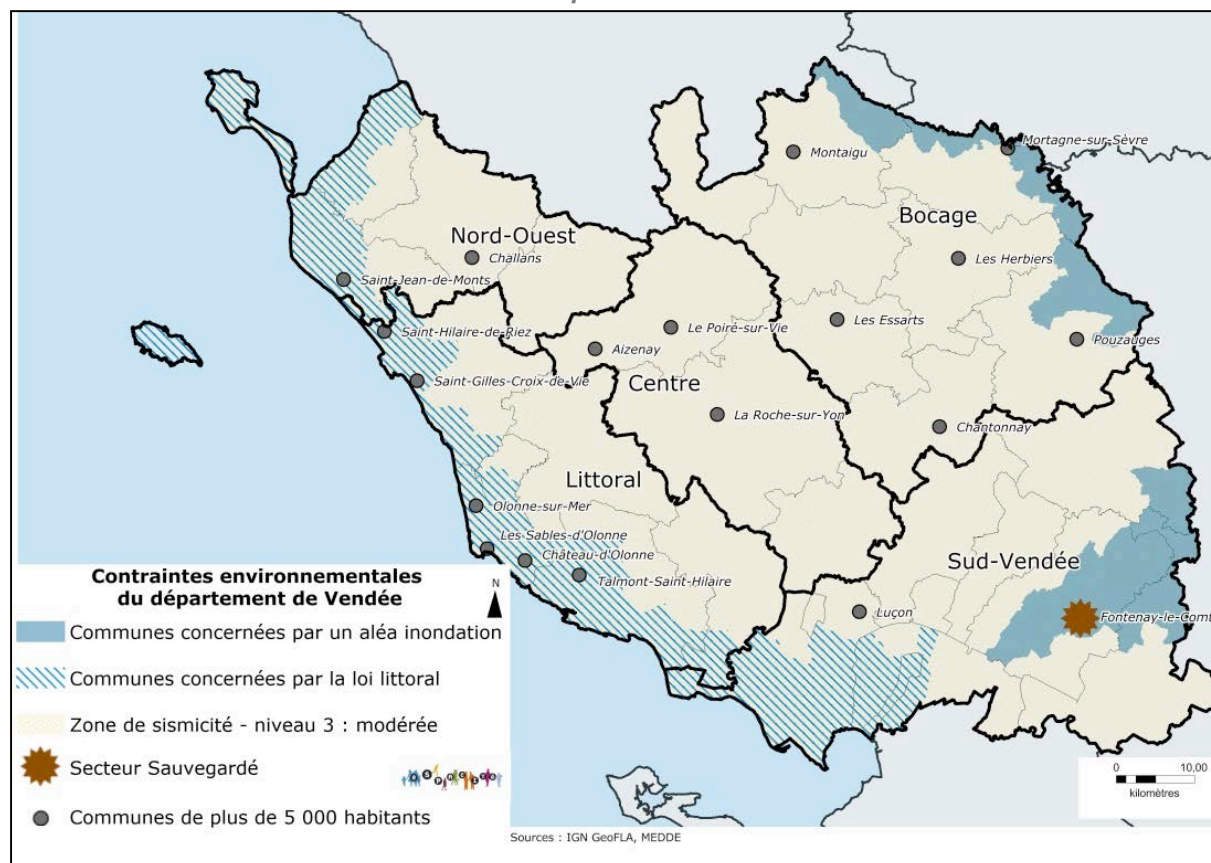 Mortagne-sur-Sèvre
Montaigu
Bocage
Nord-Ouest
Challans
Les Herbiers
Saint-Jean-de-Monts
Saint-Hilaire-de-Riez
Le Poiré-sur-Vie
Les Essarts
Aizenay
Pouzauges
Saint-Gilles-Croix-de-Vie
Centre
La Roche-sur-Yon
Chantonnay
Littoral
Olonne-sur-Mer
Les Sables-d'Olonne
Château-d'Olonne
Sud-Vendée
Talmont-Saint-Hilaire
Luçon
Fontenay-le-Comt
Contraintes environnementales
du département de Vendée
N
Communes concernées par un aléa inondation
Communes concernées par la loi littoral
Zone de sismicité - niveau 3 : modérée
Secteur Sauvegardé
Communes de plus de 5 000 habitants
0 10,00
kilomètres
Sources : IGN GeoFLA, MEDDE